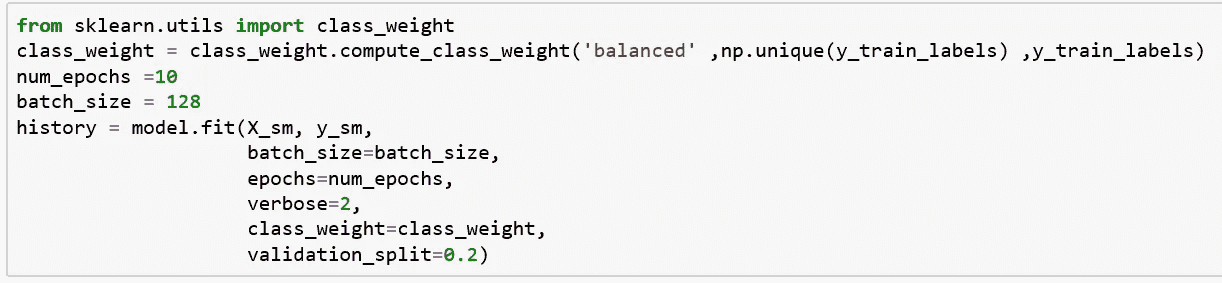 from sklearn.utils import class_weight
class_weight = class_weight.compute_class_weight('balanced' ,np.unique(y_train_labels) ,y_train_labels)
num_epochs =10
batch_size = 128
history = model.fit(X_sm, y_sm,
                    batch_size=batch_size,
                    epochs=num_epochs,
                    verbose=2,
                    class_weight=class_weight,
                    validation_split=0.2)